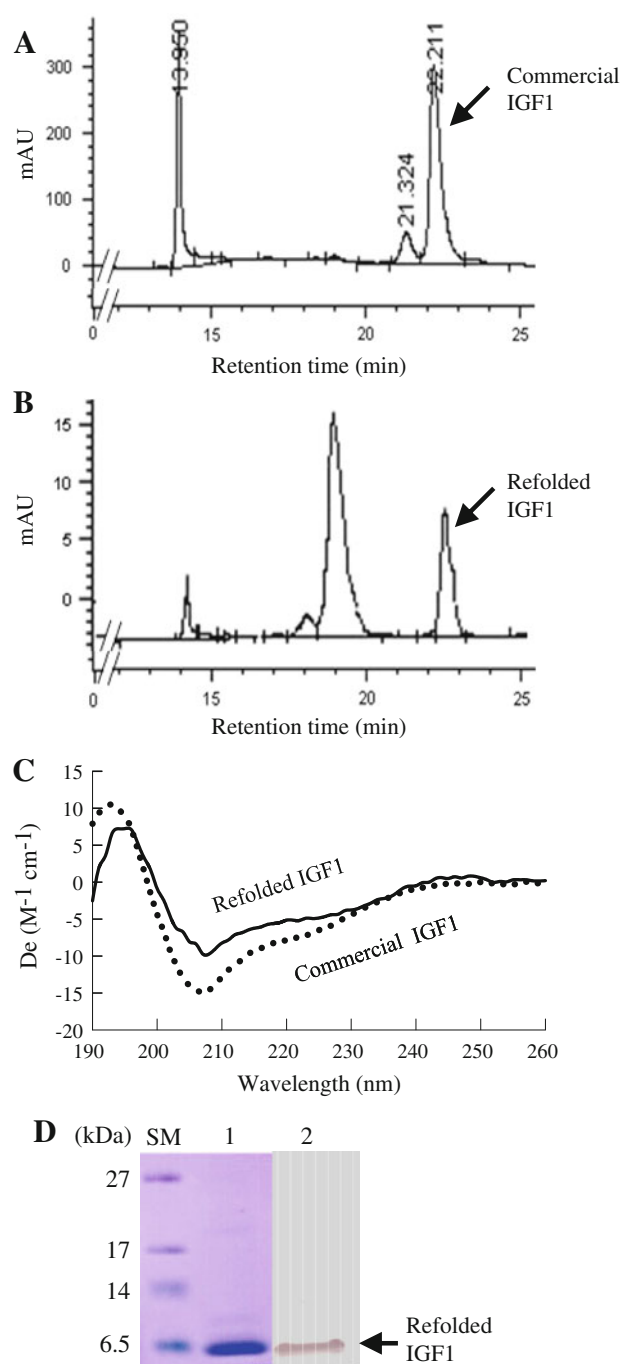 A
300
200
100
0
mAU
13.950
21.324
22.211
Commercial
IGF1
0
15
20
25
Retention time (min)
B
15
10
5
0
mAU
Refolded
IGF1
0
15
20
25
Retention time (min)
C
15
10
5
0
-5
-10
-15
-20
De (M-1 cm-1)
Refolded IGF1
Commercial IGF1
190
200
210
220
230
240
250
260
Wavelength (nm)
D
(kDa) SM 1 2
27
17
14
6.5
Refolded
IGF1